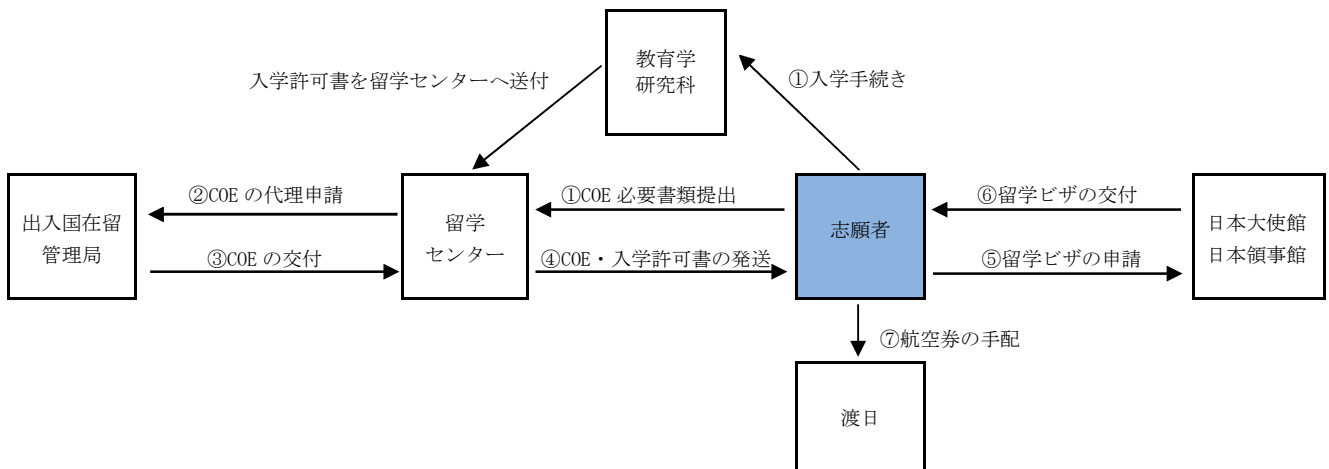 教育学
研究科
入学許可書を留学センターへ送付
①入学手続き
②COE の代理申請
①COE 必要書類提出
⑥留学ビザの交付
出入国在留
管理局
留学
センター
志願者
日本大使館
日本領事館
③COE の交付
④COE・入学許可書の発送
⑤留学ビザの申請
⑦航空券の手配
渡日